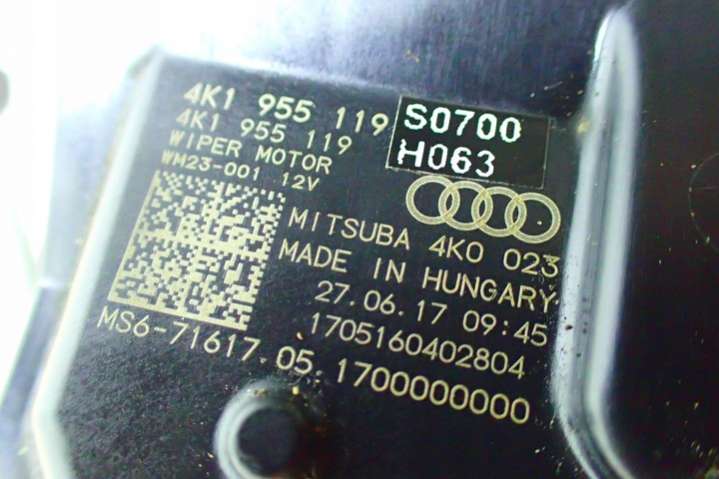 4K1 955 119 S0700
4K1 955 119 H063
WIPER MOTOR
WM23-001 12V
MITSUBA 4K0 023
MADE IN HUNGARY
27.06.17 09:45
1705160402804
MS6-71617.05.1700000000